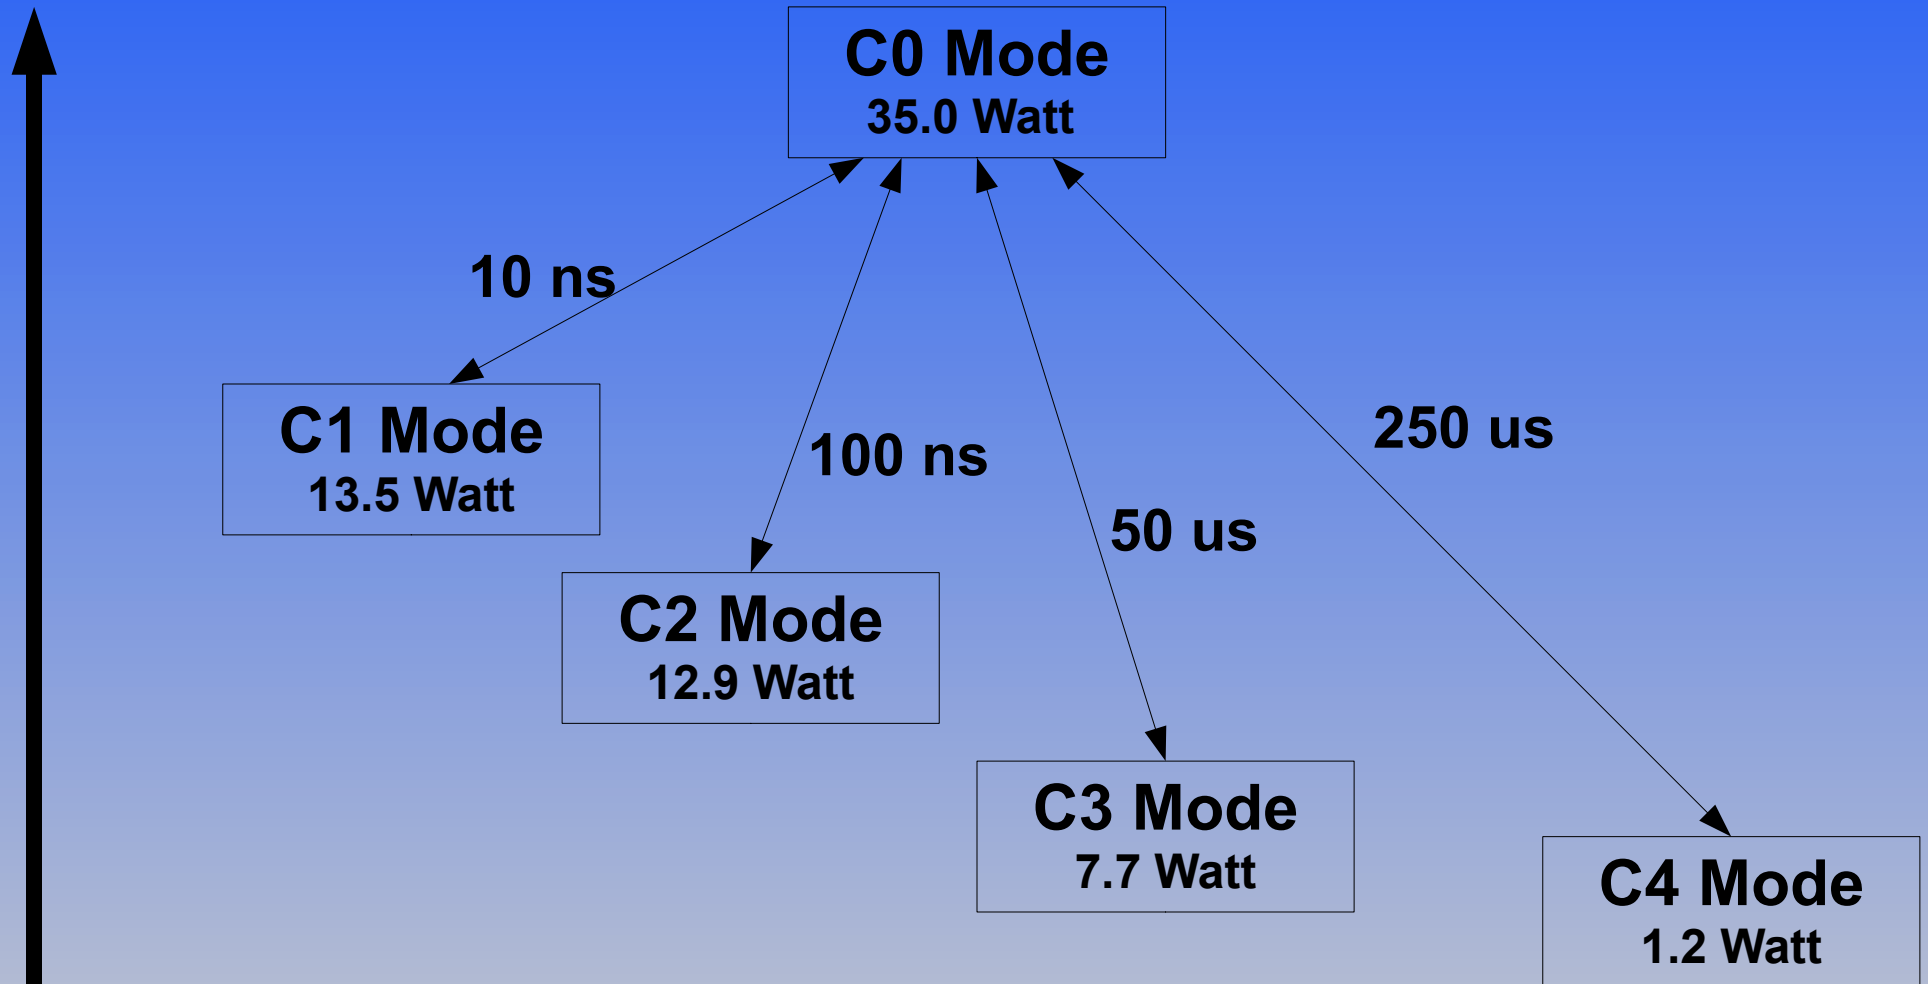 C0 Mode
35.0 Watt
10 ns
C1 Mode
13.5 Watt
100 ns
250 us
50 us
C2 Mode
12.9 Watt
C3 Mode
7.7 Watt
C4 Mode
1.2 Watt